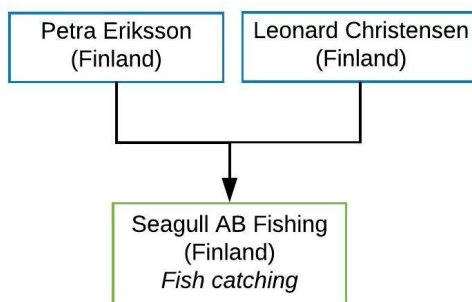 Petra Eriksson
(Finland)
Leonard Christensen
(Finland)
Seagull AB Fishing
(Finland)
Fish catching